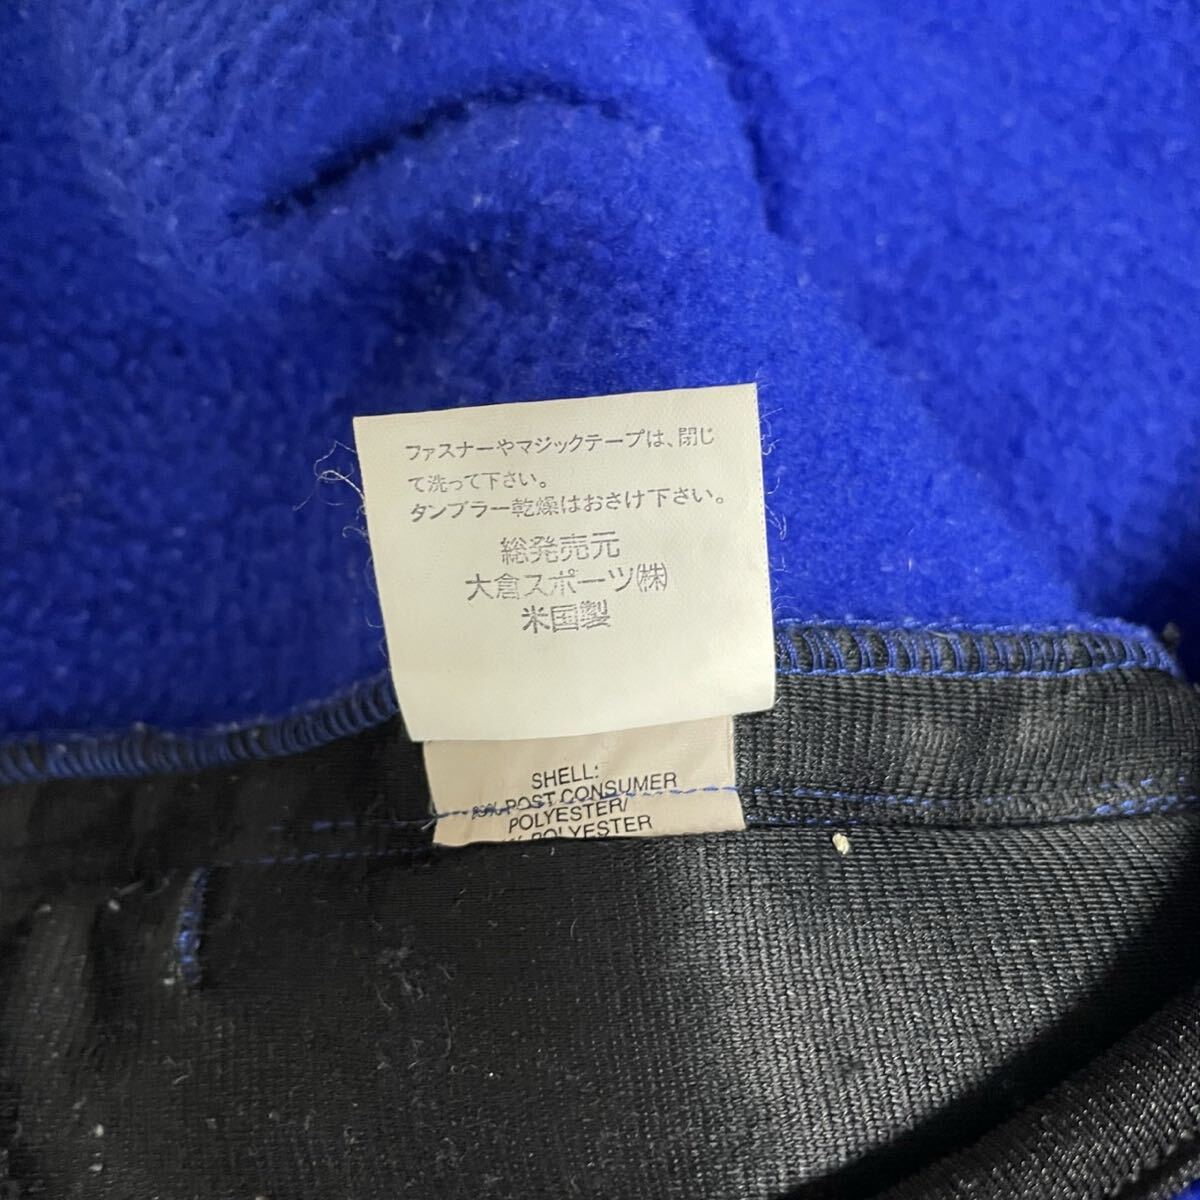 ファスナーやマジックテープは、閉じ
て洗って下さい。
タンブラー乾燥はおさけ下さい。
総発売元
大倉スポーツ㈱
米国製
SHELL:
POST CONSUMER
POLYESTER/
POLYESTER